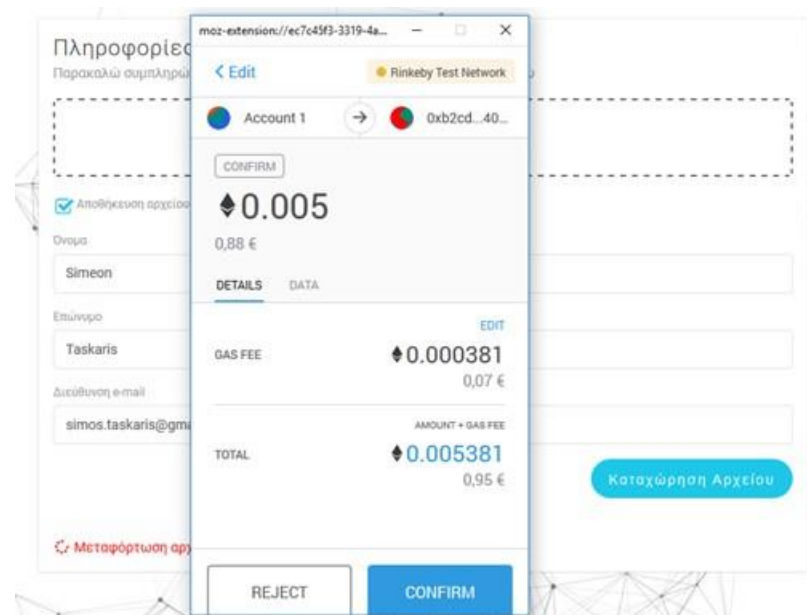 Πληροφορίες
Παρακαλώ συμπληρώ
Αποθήκευση αρχείου
Όνομα
Simeon
Επώνυμο
Taskaris
Διεύθυνση e-mail
simos.taskaris@gma
Καταχώρηση Αρχείου
Μεταφόρτωση αρχ
moz-extension://ec7c45f3-3319-4a...
< Edit
Rinkeby Test Network
Account 1
0xb2cd...40...
CONFIRM
0.005
0,88 €
DETAILS DATA
EDIT
GAS FEE 0.000381
0,07 €
AMOUNT + GAS FEE
TOTAL 0.005381
0,95 €
REJECT CONFIRM